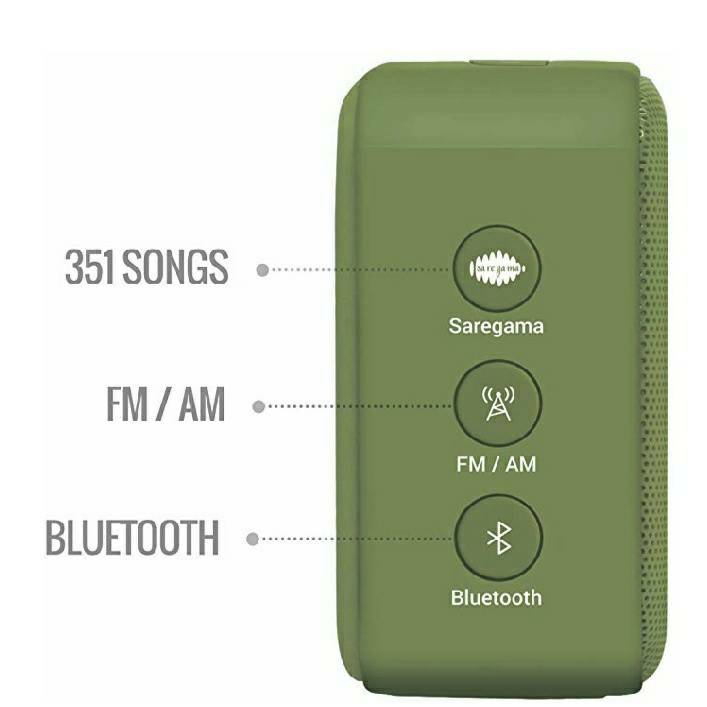 351 SONGS
saregama
Saregama
FM / AM
FM / AM
BLUETOOTH
Bluetooth